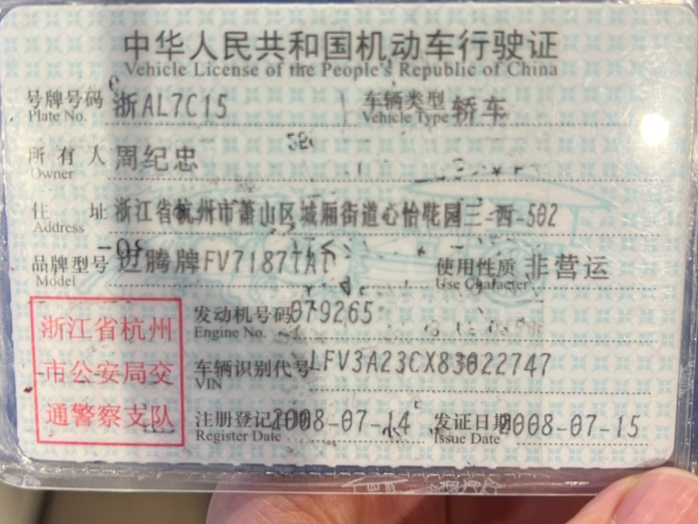 中华人民共和国机动车行驶证
Vehicle License of the People's Republic of China
号牌号码 浙AL7C15 车辆类型 轿车
Plate No. Vehicle Type
所有人 周纪忠
Owner
住址 浙江省杭州市萧山区城厢街道心怡花园三-西-502
Address
品牌型号 迈腾牌FV7187TAT 使用性质 非营运
Model Use Character
发动机号码 079265
Engine No.
车辆识别代号 LFV3A23CX83022747
VIN
注册登记 2008-07-14 发证日期 2008-07-15
Register Date Issue Date
浙江省杭州
市公安局交
通警察支队